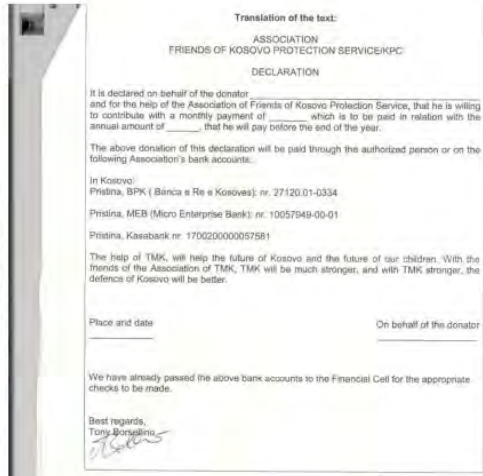 Translation of the text:
ASSOCIATION
FRIENDS OF KOSOVO PROTECTION SERVICE/KPC
DECLARATION
It is declared on behalf of the donator
and for the help of the Association of Friends of Kosovo Protection Service, that he is willing
to contribute with a monthly payment of ______ which is to be paid in relation with the
annual amount of ______, that he will pay before the end of the year.
The above donation of this declaration will be paid through the authorized person or on the
following Association's bank accounts:
In Kosovo:
Pristina, BPK ( Banca e Re e Kosoves): nr. 27120.01-0334
Pristina, MEB (Micro Enterprise Bank): nr. 10057949-00-01
Pristina, Kasabank nr. 1700200000057581
The help of TMK, will help the future of Kosovo and the future of our children. With the
friends of the Association of TMK, TMK will be much stronger, and with TMK stronger, the
defence of Kosovo will be better.
Place and date
On behalf of the donator
We have already passed the above bank accounts to the Financial Cell for the appropriate
checks to be made.
Best regards,
Tony Borsellino